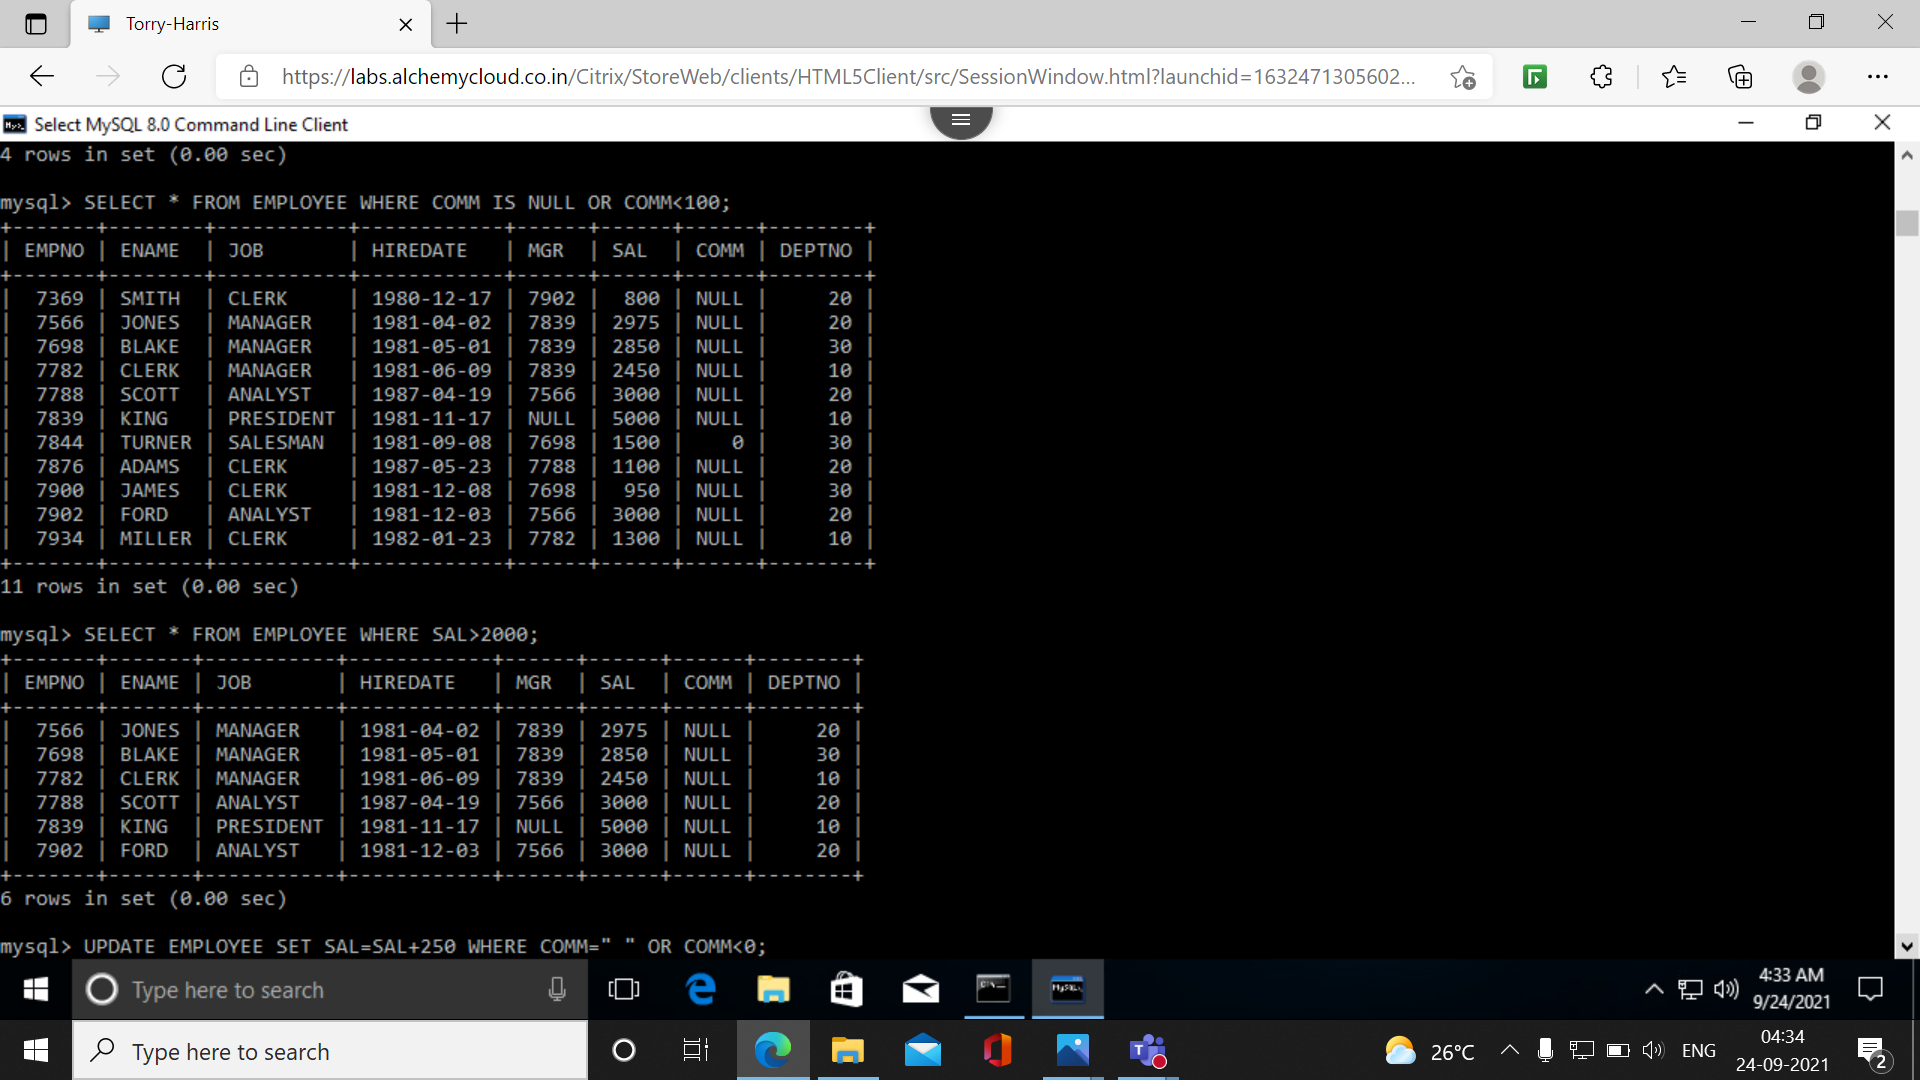 Torry-Harris
https://labs.alchemycloud.co.in/Citrix/StoreWeb/clients/HTML5Client/src/SessionWindow.html?launchid=1632471305602...
Select MySQL 8.0 Command Line Client
4 rows in set (0.00 sec)
mysql> SELECT * FROM EMPLOYEE WHERE COMM IS NULL OR COMM<100;
+-------+--------+-----------+------------+------+------+------+--------+
| EMPNO | ENAME  | JOB       | HIREDATE   | MGR  | SAL  | COMM | DEPTNO |
+-------+--------+-----------+------------+------+------+------+--------+
|  7369 | SMITH  | CLERK     | 1980-12-17 | 7902 |  800 | NULL |     20 |
|  7566 | JONES  | MANAGER   | 1981-04-02 | 7839 | 2975 | NULL |     20 |
|  7698 | BLAKE  | MANAGER   | 1981-05-01 | 7839 | 2850 | NULL |     30 |
|  7782 | CLERK  | MANAGER   | 1981-06-09 | 7839 | 2450 | NULL |     10 |
|  7788 | SCOTT  | ANALYST   | 1987-04-19 | 7566 | 3000 | NULL |     20 |
|  7839 | KING   | PRESIDENT | 1981-11-17 | NULL | 5000 | NULL |     10 |
|  7844 | TURNER | SALESMAN  | 1981-09-08 | 7698 | 1500 |    0 |     30 |
|  7876 | ADAMS  | CLERK     | 1987-05-23 | 7788 | 1100 | NULL |     20 |
|  7900 | JAMES  | CLERK     | 1981-12-08 | 7698 |  950 | NULL |     30 |
|  7902 | FORD   | ANALYST   | 1981-12-03 | 7566 | 3000 | NULL |     20 |
|  7934 | MILLER | CLERK     | 1982-01-23 | 7782 | 1300 | NULL |     10 |
+-------+--------+-----------+------------+------+------+------+--------+
11 rows in set (0.00 sec)
mysql> SELECT * FROM EMPLOYEE WHERE SAL>2000;
+-------+-------+-----------+------------+------+------+------+--------+
| EMPNO | ENAME | JOB       | HIREDATE   | MGR  | SAL  | COMM | DEPTNO |
+-------+-------+-----------+------------+------+------+------+--------+
|  7566 | JONES | MANAGER   | 1981-04-02 | 7839 | 2975 | NULL |     20 |
|  7698 | BLAKE | MANAGER   | 1981-05-01 | 7839 | 2850 | NULL |     30 |
|  7782 | CLERK | MANAGER   | 1981-06-09 | 7839 | 2450 | NULL |     10 |
|  7788 | SCOTT | ANALYST   | 1987-04-19 | 7566 | 3000 | NULL |     20 |
|  7839 | KING  | PRESIDENT | 1981-11-17 | NULL | 5000 | NULL |     10 |
|  7902 | FORD  | ANALYST   | 1981-12-03 | 7566 | 3000 | NULL |     20 |
+-------+-------+-----------+------------+------+------+------+--------+
6 rows in set (0.00 sec)
mysql> UPDATE EMPLOYEE SET SAL=SAL+250 WHERE COMM=" " OR COMM<0;
Type here to search
4:33 AM
9/24/2021
Type here to search
26°C
ENG
04:34
24-09-2021
2